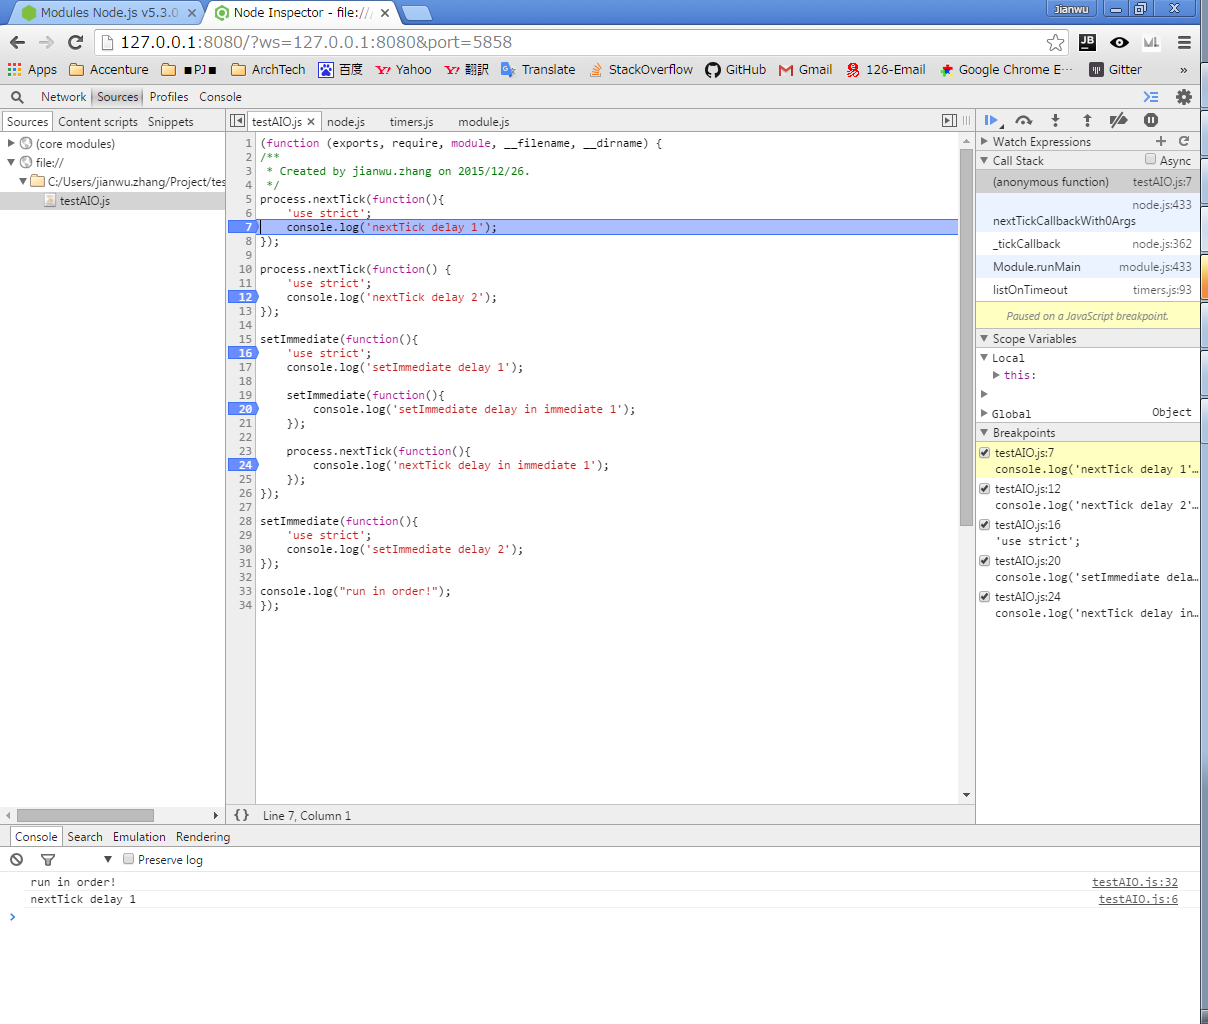 Modules Node.js v5.3.0
Node Inspector - file:///
Jianwu
127.0.0.1:8080/?ws=127.0.0.1:8080&port=5858
Apps Accenture ■PJ■ ArchTech 百度 Yahoo 翻訳 Translate StackOverflow GitHub Gmail 126-Email Google Chrome E… Gitter »
Network Sources Profiles Console
Sources Content scripts Snippets
testAIO.js node.js timers.js module.js
(core modules)
file://
C:/Users/jianwu.zhang/Project/tes
testAIO.js
1 (function (exports, require, module, __filename, __dirname) {
2 /**
3  * Created by jianwu.zhang on 2015/12/26.
4  */
5 process.nextTick(function(){
6     'use strict';
7     console.log('nextTick delay 1');
8 });
9
10 process.nextTick(function() {
11     'use strict';
12     console.log('nextTick delay 2');
13 });
14
15 setImmediate(function(){
16     'use strict';
17     console.log('setImmediate delay 1');
18
19     setImmediate(function(){
20         console.log('setImmediate delay in immediate 1');
21     });
22
23     process.nextTick(function(){
24         console.log('nextTick delay in immediate 1');
25     });
26 });
27
28 setImmediate(function(){
29     'use strict';
30     console.log('setImmediate delay 2');
31 });
32
33 console.log("run in order!");
34 });
{} Line 7, Column 1
Watch Expressions
Call Stack Async
(anonymous function) testAIO.js:7
node.js:433
nextTickCallbackWith0Args
_tickCallback node.js:362
Module.runMain module.js:433
listOnTimeout timers.js:93
Paused on a JavaScript breakpoint.
Scope Variables
Local
this:
Global Object
Breakpoints
testAIO.js:7
console.log('nextTick delay 1'…
testAIO.js:12
console.log('nextTick delay 2'…
testAIO.js:16
'use strict';
testAIO.js:20
console.log('setImmediate dela…
testAIO.js:24
console.log('nextTick delay in…
Console Search Emulation Rendering
Preserve log
run in order! testAIO.js:32
nextTick delay 1 testAIO.js:6